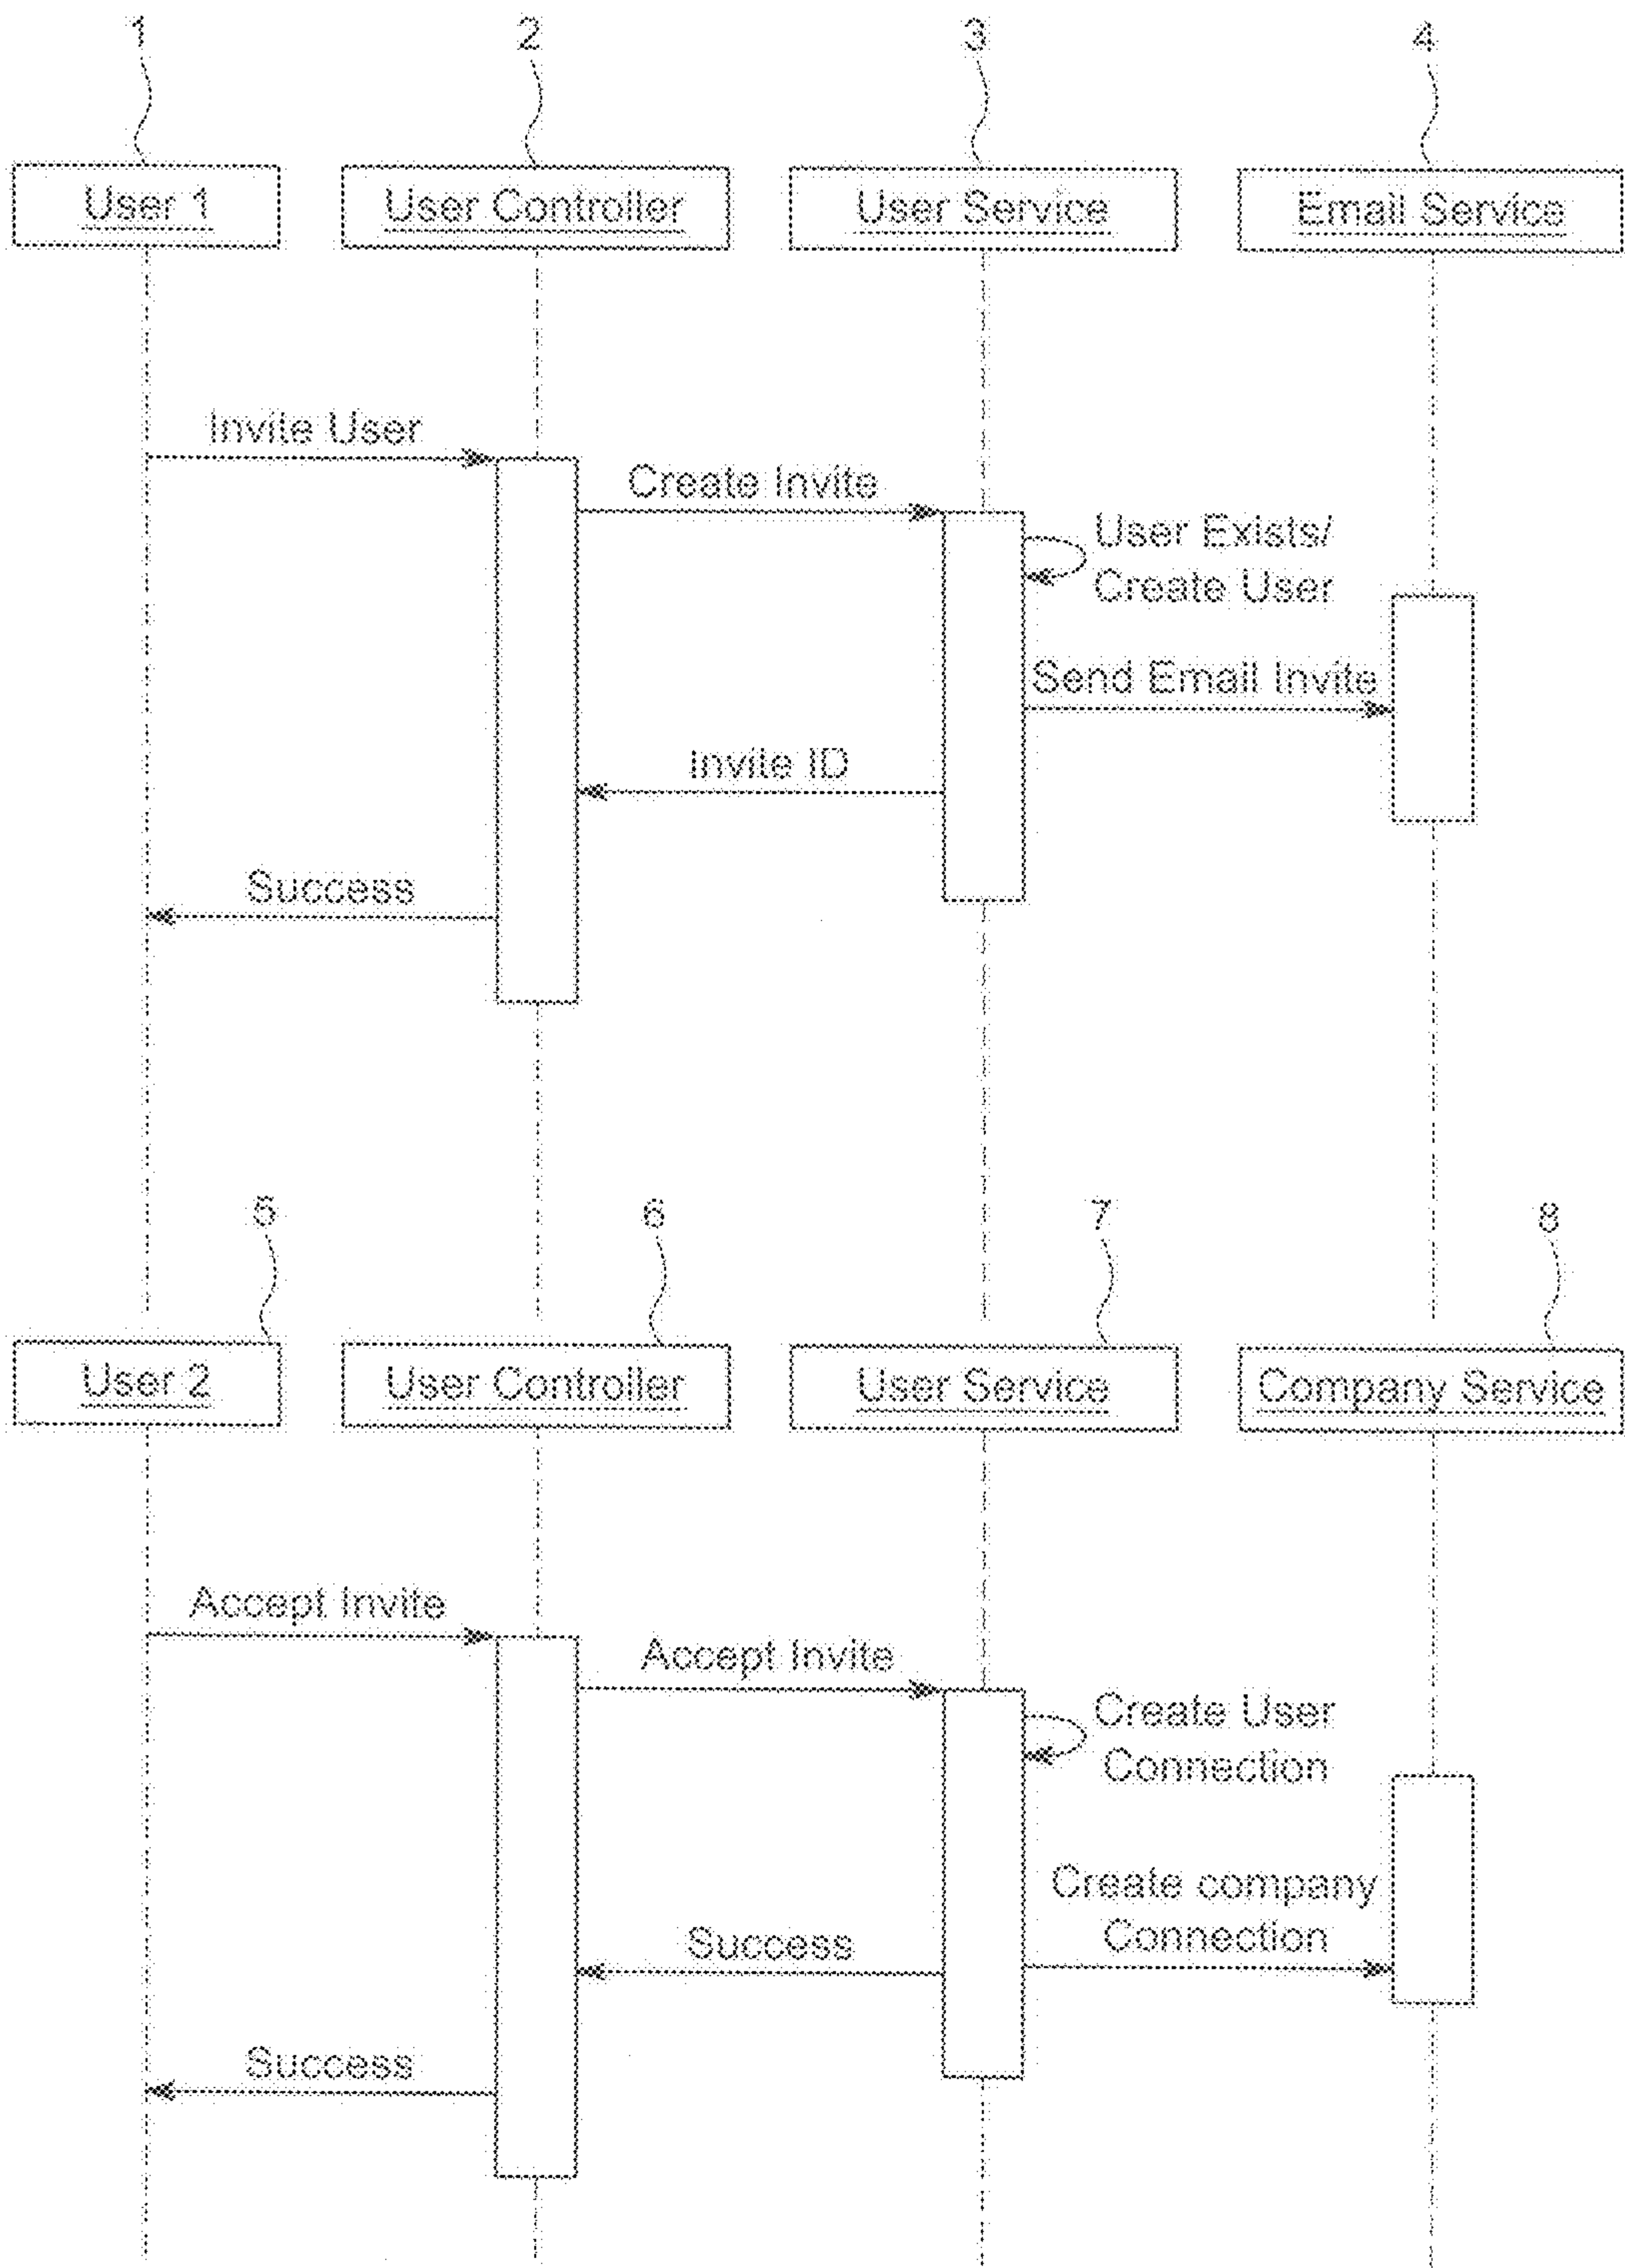 1
2
3
4
User 1
User Controller
User Service
Email Service
Invite User
Create Invite
User Exists/
Create User
Send Email Invite
Invite ID
Success
5
6
7
8
User 2
User Controller
User Service
Company Service
Accept Invite
Accept Invite
Create User
Connection
Create company
Connection
Success
Success